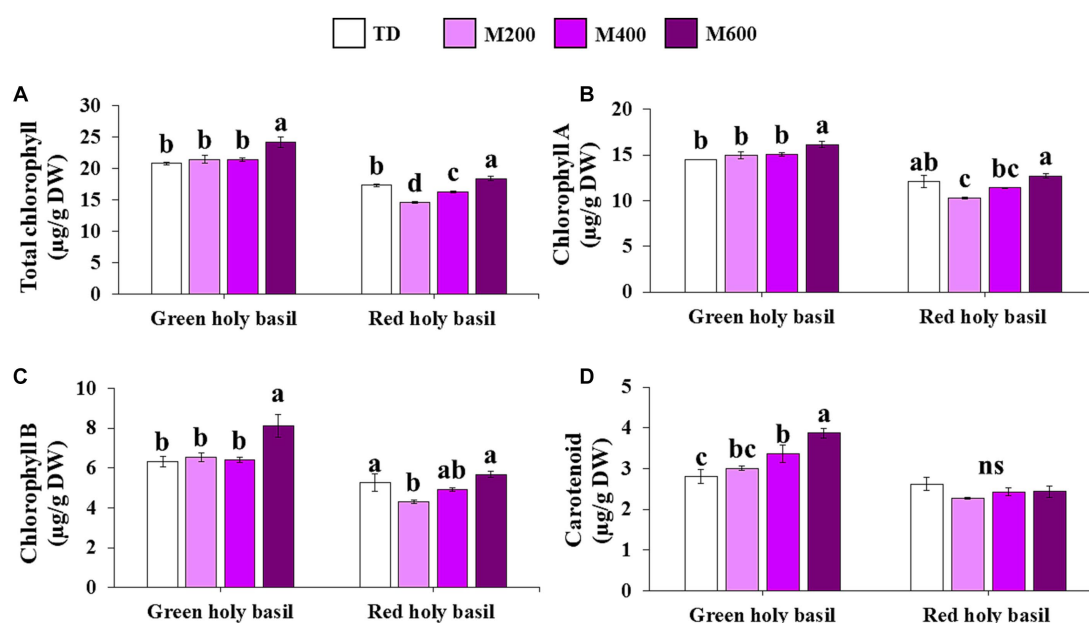 TD M200 M400 M600
A
Total chlorophyll
(µg/g DW)
30
25
20
15
10
5
0
b b b a
b d c a
Green holy basil Red holy basil
B
Chlorophyll A
(µg/g DW)
20
15
10
5
0
b b b a
ab c bc a
Green holy basil Red holy basil
C
Chlorophyll B
(µg/g DW)
10
8
6
4
2
0
b b b a
a b ab a
Green holy basil Red holy basil
D
Carotenoid
(µg/g DW)
5
4
3
2
1
0
c bc b a
ns
Green holy basil Red holy basil